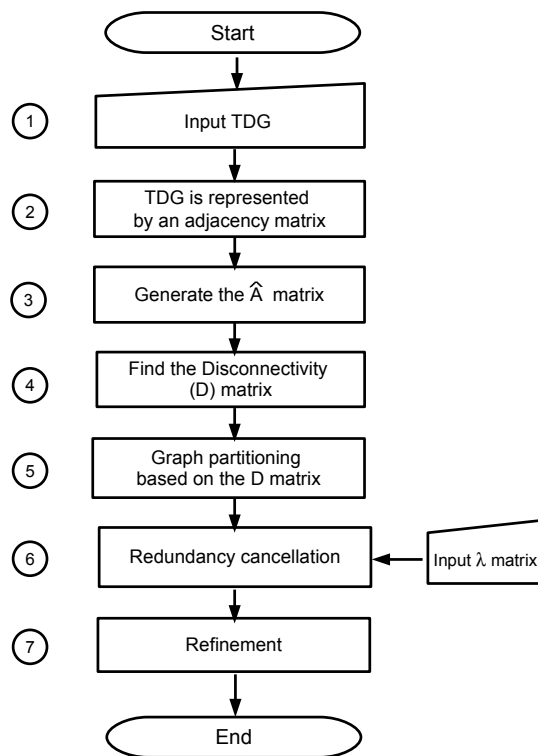 Start
1
Input TDG
2
TDG is represented
by an adjacency matrix
3
Generate the Â matrix
4
Find the Disconnectivity
(D) matrix
5
Graph partitioning
based on the D matrix
6
Redundancy cancellation
Input λ matrix
7
Refinement
End